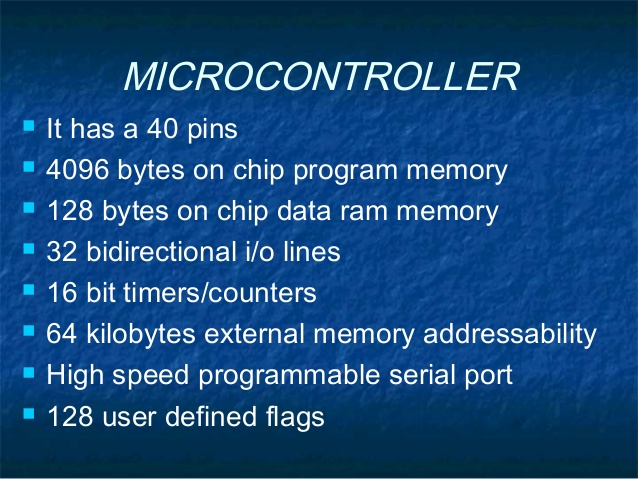 MICROCONTROLLER
It has a 40 pins
4096 bytes on chip program memory
128 bytes on chip data ram memory
32 bidirectional i/o lines
16 bit timers/counters
64 kilobytes external memory addressability
High speed programmable serial port
128 user defined flags